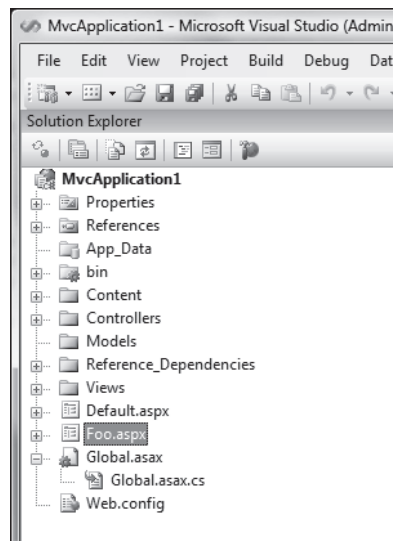 MvcApplication1 - Microsoft Visual Studio (Admin
File Edit View Project Build Debug Dat
Solution Explorer
MvcApplication1
Properties
References
App_Data
bin
Content
Controllers
Models
Reference_Dependencies
Views
Default.aspx
Foo.aspx
Global.asax
Global.asax.cs
Web.config